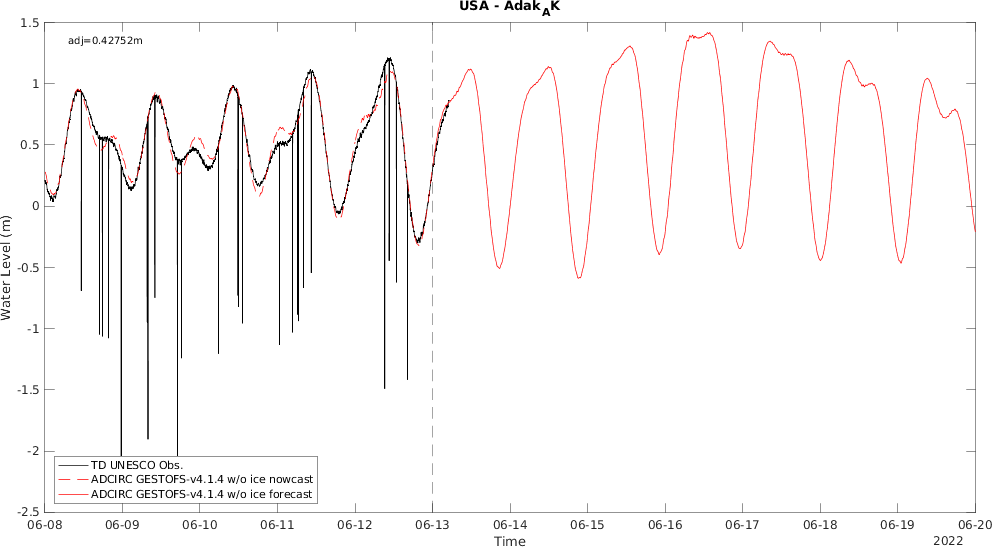 USA - Adak_AK
adj=0.42752m
1.5
1
0.5
0
-0.5
-1
-1.5
-2
-2.5
Water Level (m)
TD UNESCO Obs.
ADCIRC GESTOFS-v4.1.4 w/o ice nowcast
ADCIRC GESTOFS-v4.1.4 w/o ice forecast
06-08 06-09 06-10 06-11 06-12 06-13 06-14 06-15 06-16 06-17 06-18 06-19 06-20
Time
2022